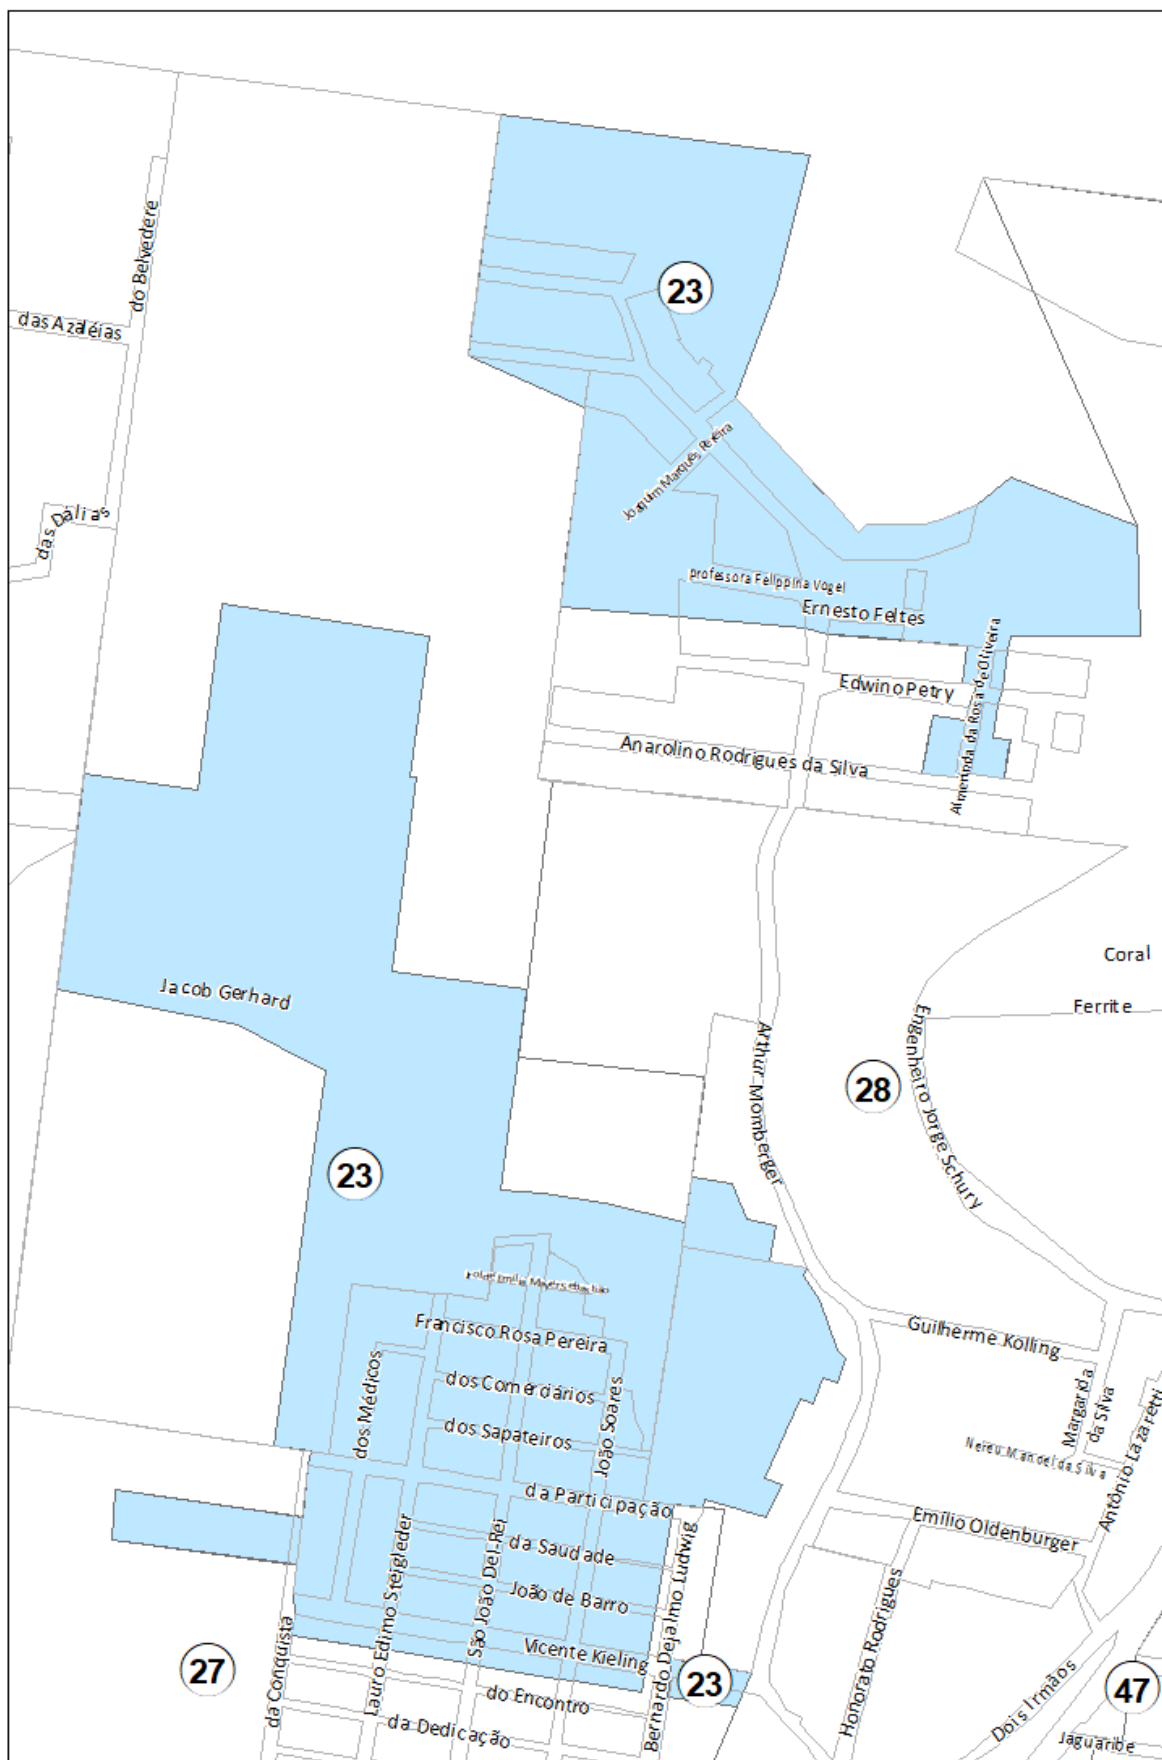 do Belvedere
23
das Azaléias
Joaquim Marques Pereira
das Dálias
professora Felippina Vogel
Ernesto Feltes
Almerinda da Rosa de Oliveira
Edwino Petry
Anarolino Rodrigues da Silva
Coral
Jacob Gerhard
Ferrite
Engenheiro Jorge Schury
Arthur Momberger
28
23
Francisco Rosa Pereira
Guilherme Kolling
dos Médicos
dos Comerciários
João Soares
Margarida
da Silva
dos Sapateiros
Nereu Manoel da Silva
Antônio Lazaretti
da Participação
Emílio Oldenburger
Lauro Edimo Steigleder
São João Del Rei
da Saudade
Bernardo Dejalmo Ludwig
João de Barro
Honorato Rodrigues
da Conquista
Vicente Kieling
27
23
47
do Encontro
Dois Irmãos
da Dedicação
Jaguaribe